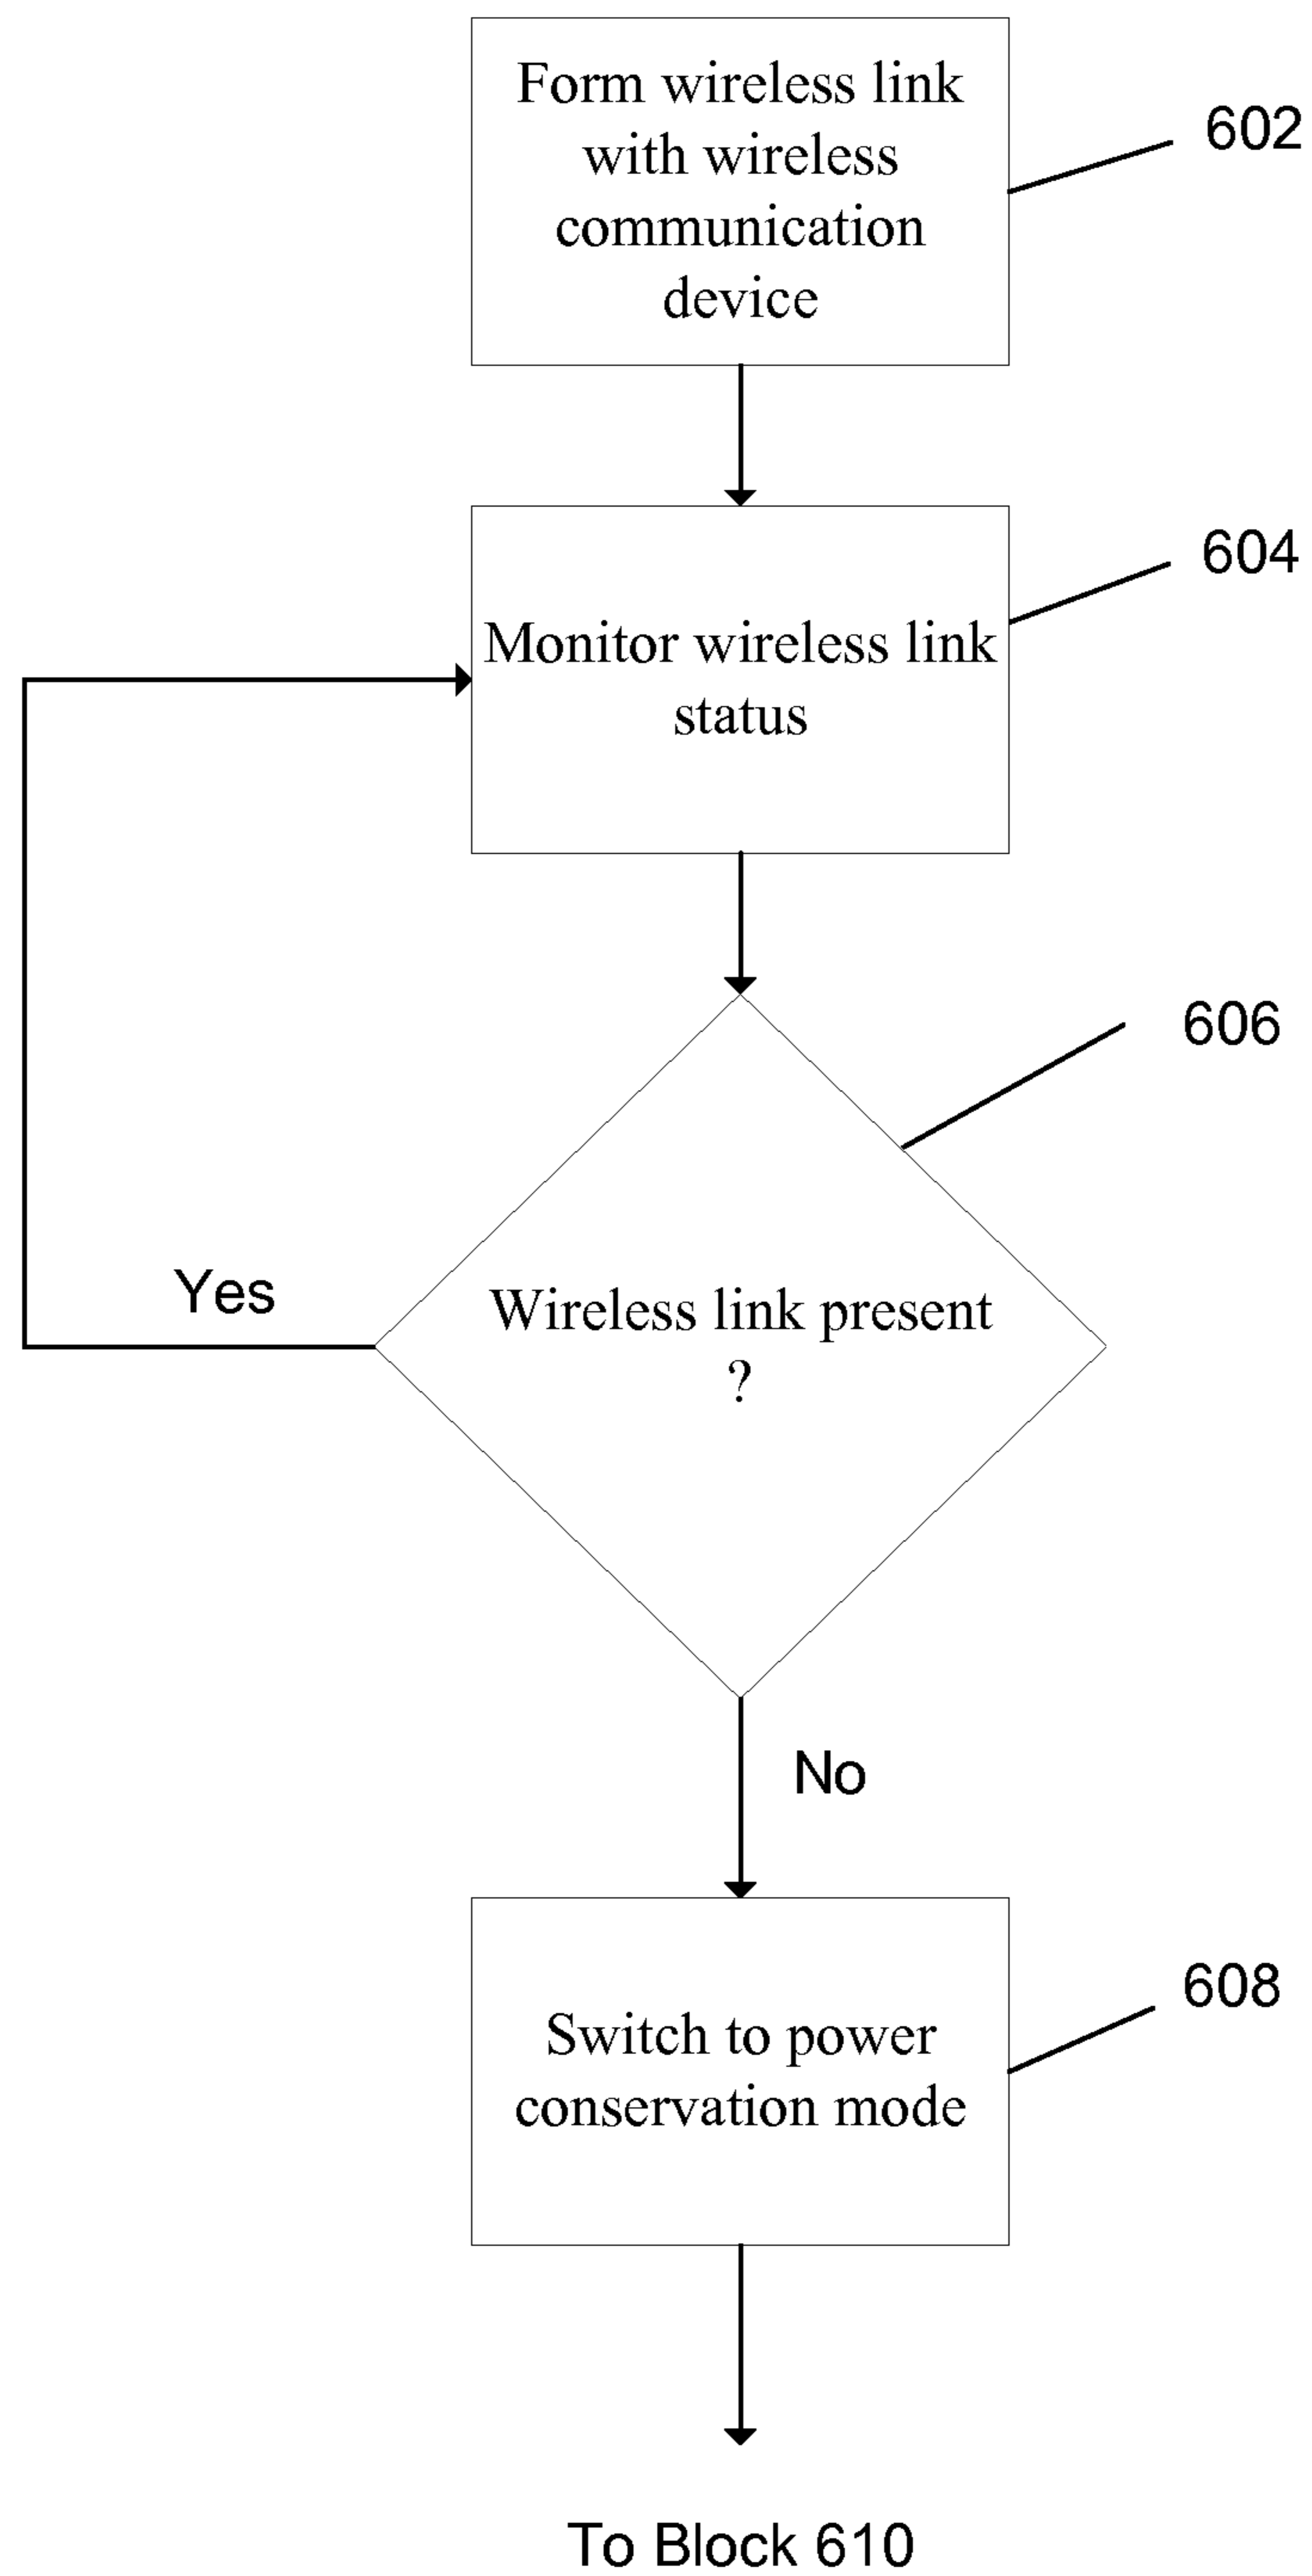 Form wireless link
with wireless
communication
device
602
Monitor wireless link
status
604
Wireless link present
?
606
Yes
No
Switch to power
conservation mode
608
To Block 610